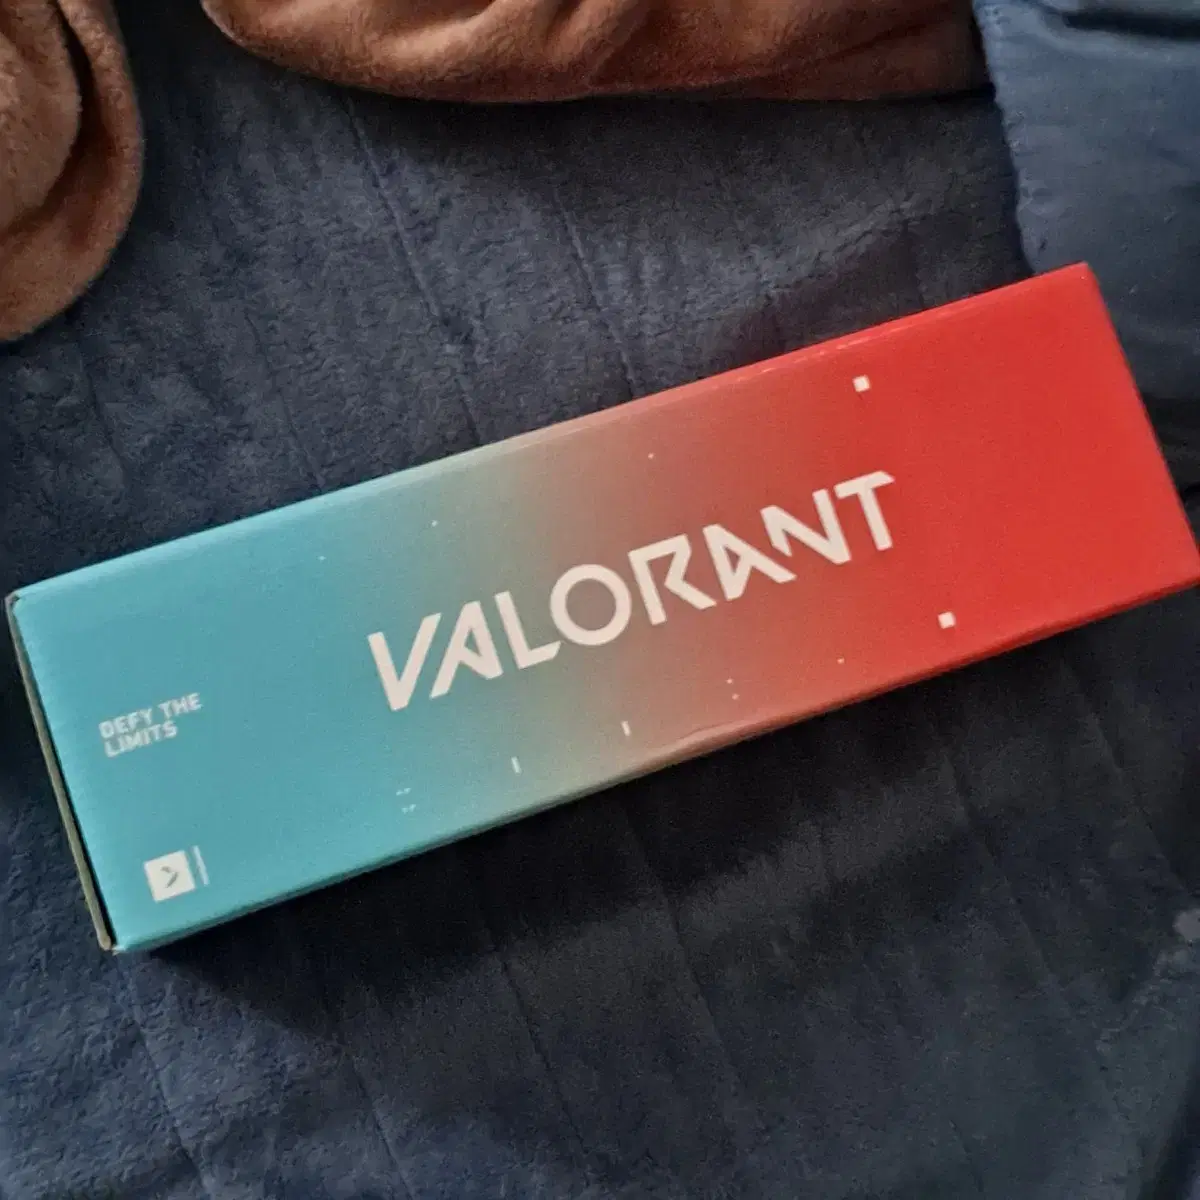 VALORANT
DEFY THE
LIMITS